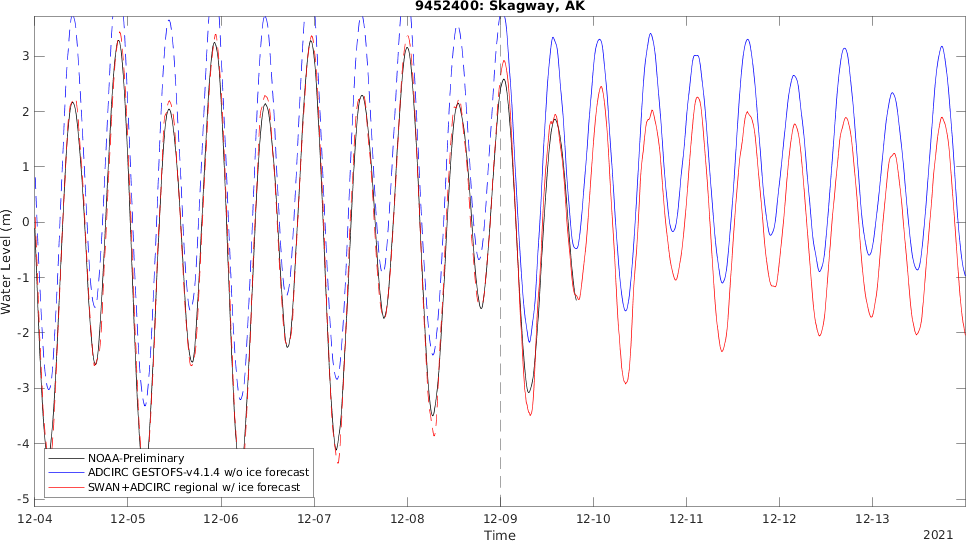 9452400: Skagway, AK
3
2
1
0
-1
-2
-3
-4
-5
Water Level (m)
NOAA-Preliminary
ADCIRC GESTOFS-v4.1.4 w/o ice forecast
SWAN+ADCIRC regional w/ ice forecast
12-04 12-05 12-06 12-07 12-08 12-09 12-10 12-11 12-12 12-13
Time
2021